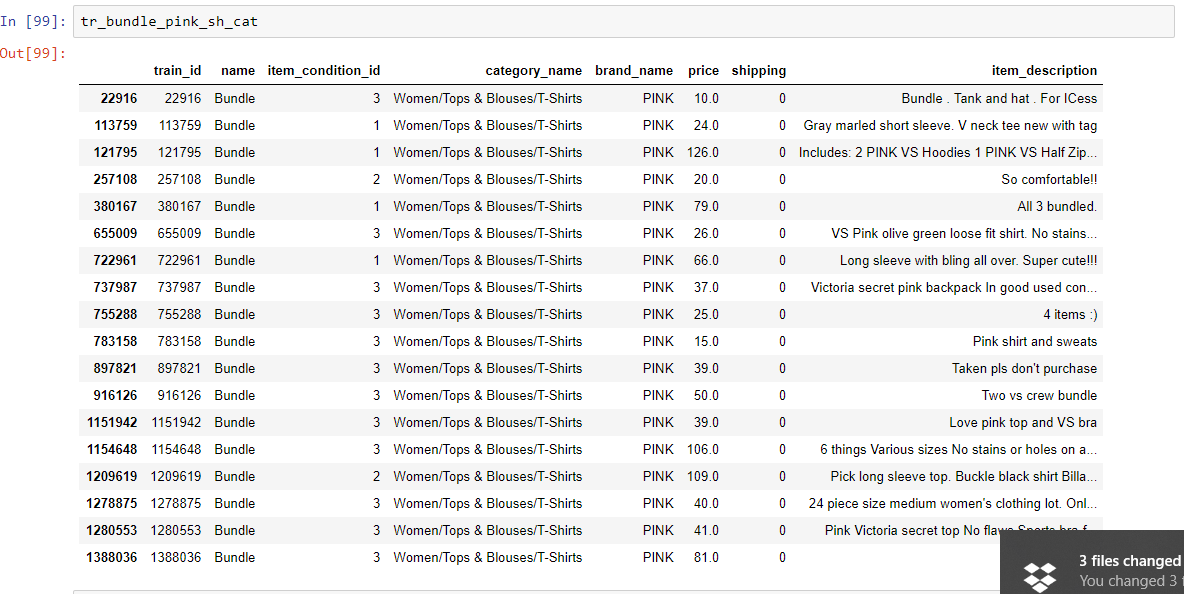 In [99]: tr_bundle_pink_sh_cat
Out[99]:
train_id name item_condition_id category_name brand_name price shipping item_description
22916 22916 Bundle 3 Women/Tops & Blouses/T-Shirts PINK 10.0 0 Bundle . Tank and hat . For ICess
113759 113759 Bundle 1 Women/Tops & Blouses/T-Shirts PINK 24.0 0 Gray marled short sleeve. V neck tee new with tag
121795 121795 Bundle 1 Women/Tops & Blouses/T-Shirts PINK 126.0 0 Includes: 2 PINK VS Hoodies 1 PINK VS Half Zip...
257108 257108 Bundle 2 Women/Tops & Blouses/T-Shirts PINK 20.0 0 So comfortable!!
380167 380167 Bundle 1 Women/Tops & Blouses/T-Shirts PINK 79.0 0 All 3 bundled.
655009 655009 Bundle 3 Women/Tops & Blouses/T-Shirts PINK 26.0 0 VS Pink olive green loose fit shirt. No stains...
722961 722961 Bundle 1 Women/Tops & Blouses/T-Shirts PINK 66.0 0 Long sleeve with bling all over. Super cute!!!
737987 737987 Bundle 3 Women/Tops & Blouses/T-Shirts PINK 37.0 0 Victoria secret pink backpack In good used con...
755288 755288 Bundle 3 Women/Tops & Blouses/T-Shirts PINK 25.0 0 4 items :)
783158 783158 Bundle 3 Women/Tops & Blouses/T-Shirts PINK 15.0 0 Pink shirt and sweats
897821 897821 Bundle 3 Women/Tops & Blouses/T-Shirts PINK 39.0 0 Taken pls don't purchase
916126 916126 Bundle 3 Women/Tops & Blouses/T-Shirts PINK 50.0 0 Two vs crew bundle
1151942 1151942 Bundle 3 Women/Tops & Blouses/T-Shirts PINK 39.0 0 Love pink top and VS bra
1154648 1154648 Bundle 3 Women/Tops & Blouses/T-Shirts PINK 106.0 0 6 things Various sizes No stains or holes on a...
1209619 1209619 Bundle 2 Women/Tops & Blouses/T-Shirts PINK 109.0 0 Pick long sleeve top. Buckle black shirt Billa...
1278875 1278875 Bundle 3 Women/Tops & Blouses/T-Shirts PINK 40.0 0 24 piece size medium women's clothing lot. Onl...
1280553 1280553 Bundle 3 Women/Tops & Blouses/T-Shirts PINK 41.0 0 Pink Victoria secret top No flaws Sports bra f...
1388036 1388036 Bundle 3 Women/Tops & Blouses/T-Shirts PINK 81.0 0
3 files changed
You changed 3